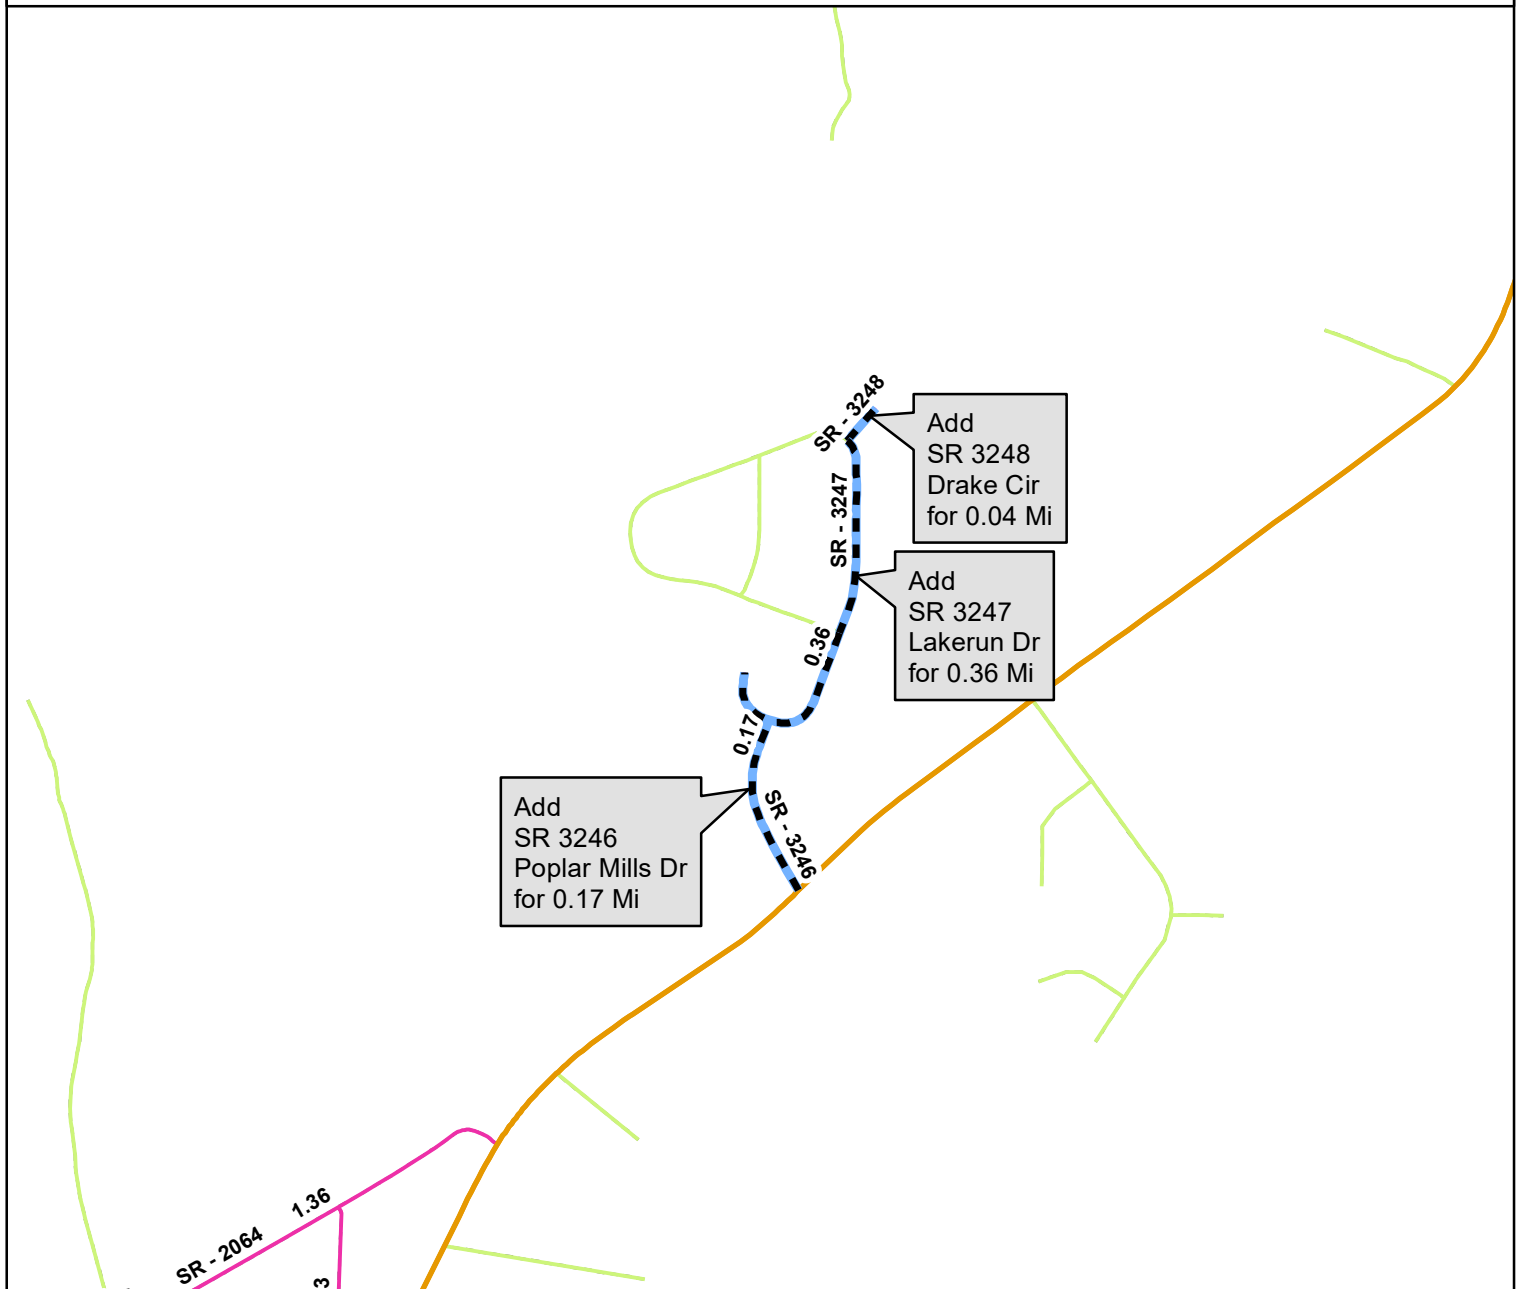 SR - 3248
Add
SR 3248
Drake Cir
for 0.04 Mi
SR - 3247
Add
SR 3247
Lakerun Dr
for 0.36 Mi
0.36
0.17
SR - 3246
Add
SR 3246
Poplar Mills Dr
for 0.17 Mi
1.36
SR - 2064
3